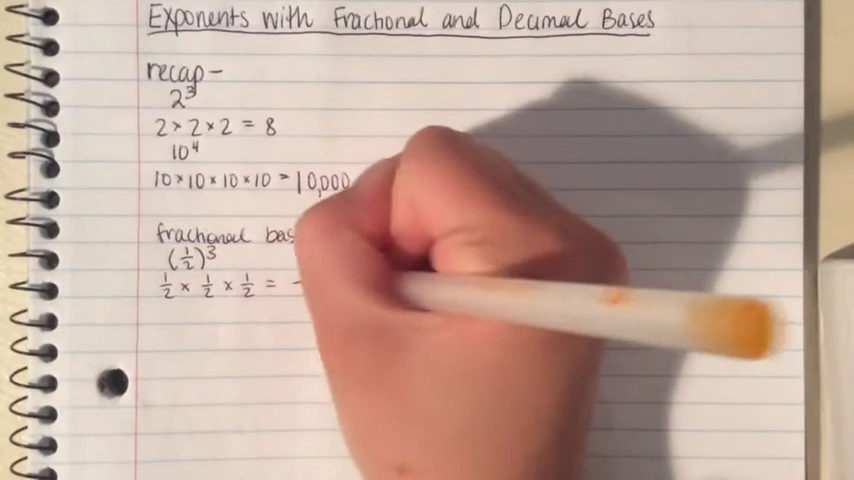 Exponents with Fractional and Decimal Bases
recap-
2³
2 × 2 × 2 = 8
10⁴
10 × 10 × 10 × 10 = 10,000
fractional bas
(1/2)³
1/2 × 1/2 × 1/2 =